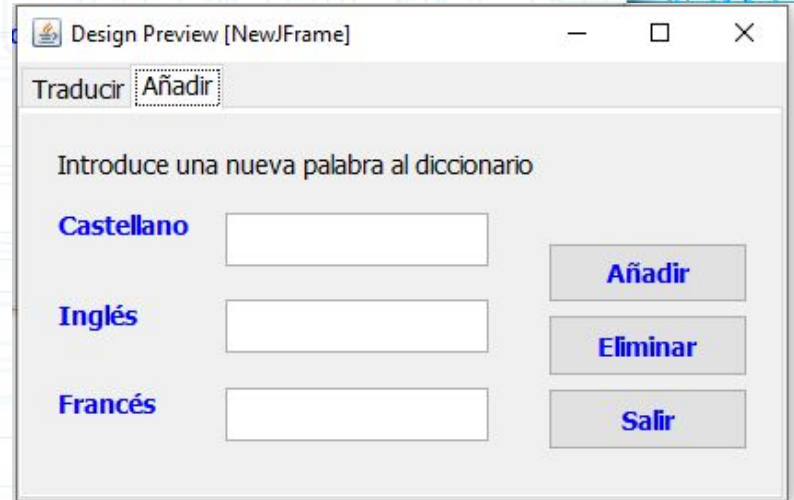 Design Preview [NewJFrame]
Traducir Añadir
Introduce una nueva palabra al diccionario
Castellano
Añadir
Inglés
Eliminar
Francés
Salir